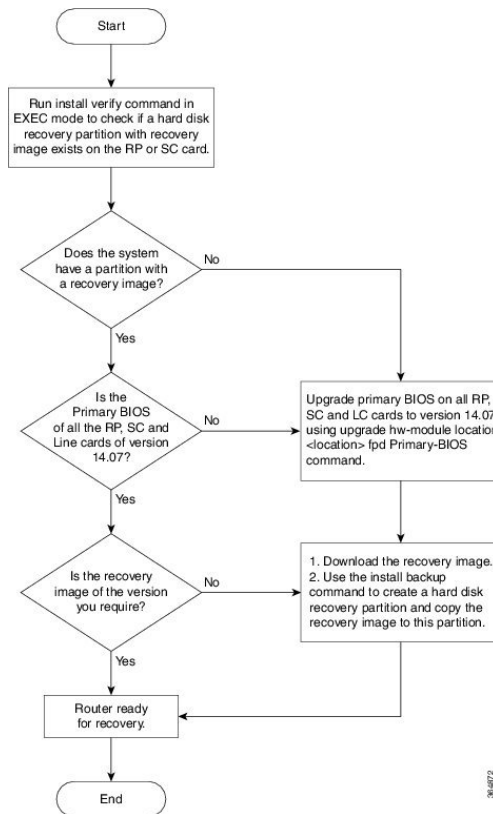 Start
Run install verify command in
EXEC mode to check if a hard disk
recovery partition with recovery
image exists on the RP or SC card.
Does the system
have a partition with
a recovery image?
No
Yes
Is the
Primary BIOS
of all the RP, SC and
Line cards of version
14.07?
No
Upgrade primary BIOS on all RP,
SC and LC cards to version 14.07
using upgrade hw-module location
<location> fpd Primary-BIOS
command.
Yes
Is the recovery
image of the version
you require?
No
1. Download the recovery image.
2. Use the install backup
command to create a hard disk
recovery partition and copy the
recovery image to this partition.
Yes
Router ready
for recovery.
End
364872